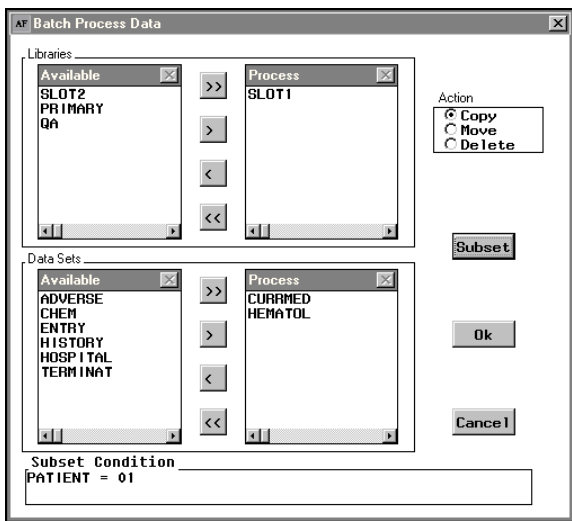 AF Batch Process Data
Libraries
Available
SLOT2
PRIMARY
QA
>>
>
<
<<
Process
SLOT1
Action
Copy
Move
Delete
Subset
Data Sets
Available
ADVERSE
CHEM
ENTRY
HISTORY
HOSPITAL
TERMINAT
>>
>
<
<<
Process
CURRMED
HEMATOL
Ok
Cancel
Subset Condition
PATIENT = 01